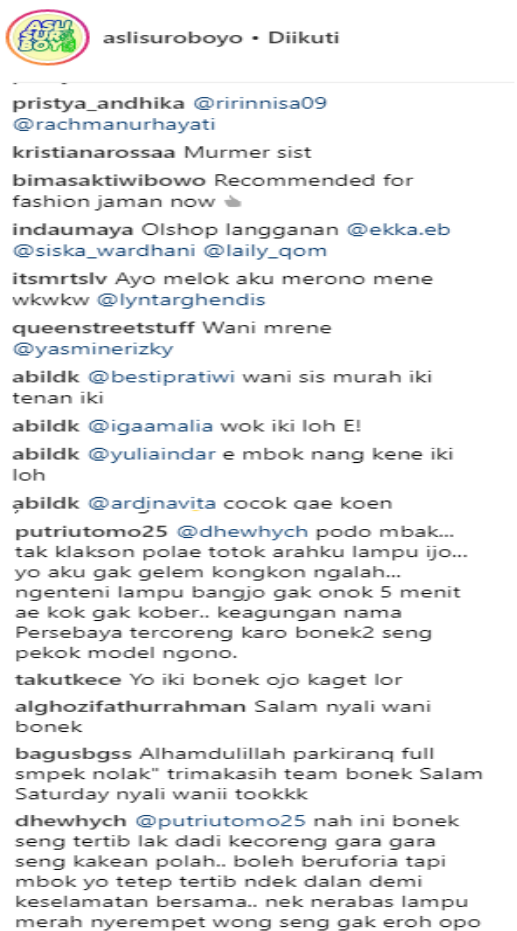 ASLI
SURO
BOYO
aslisuroboyo • Diikuti
pristya_andhika @ririnnisa09
@rachmanurhayati
kristianarossaa Murmer sist
bimasaktiwibowo Recommended for
fashion jaman now
indaumaya Olshop langganan @ekka.eb
@siska_wardhani @laily_qom
itsmrtslv Ayo melok aku merono mene
wkwkw @lyntarghendis
queenstreetstuff Wani mrene
@yasminerizky
abildk @bestipratiwi wani sis murah iki
tenan iki
abildk @igaamalia wok iki loh E!
abildk @yuliaindar e mbok nang kene iki
loh
abildk @ardjnavita cocok gae koen
putriutomo25 @dhewhych podo mbak...
tak klakson polae totok arahku lampu ijo...
yo aku gak gelem kongkon ngalah...
ngenteni lampu bangjo gak onok 5 menit
ae kok gak kober.. keagungan nama
Persebaya tercoreng karo bonek2 seng
pekok model ngono.
takutkece Yo iki bonek ojo kaget lor
alghozifathurrahman Salam nyali wani
bonek
bagusbgss Alhamdulillah parkiranq full
smpek nolak" trimakasih team bonek Salam
Saturday nyali wanii tookkk
dhewhych @putriutomo25 nah ini bonek
seng tertib lak dadi kecoreng gara gara
seng kakean polah.. boleh beruforia tapi
mbok yo tetep tertib ndek dalan demi
keselamatan bersama.. nek nerabas lampu
merah nyerempet wong seng gak eroh opo